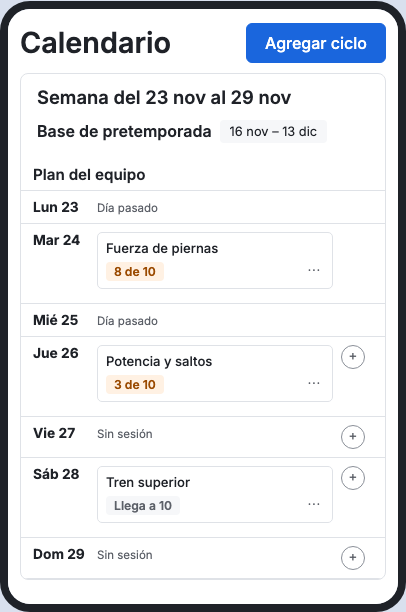 Calendario
Agregar ciclo
Semana del 23 nov al 29 nov
Base de pretemporada 16 nov – 13 dic
Plan del equipo
Lun 23 Día pasado
Mar 24
Fuerza de piernas
8 de 10 ...
Mié 25 Día pasado
Jue 26
Potencia y saltos
+
3 de 10 ...
Vie 27 Sin sesión +
Sáb 28
Tren superior
+
Llega a 10 ...
Dom 29 Sin sesión +